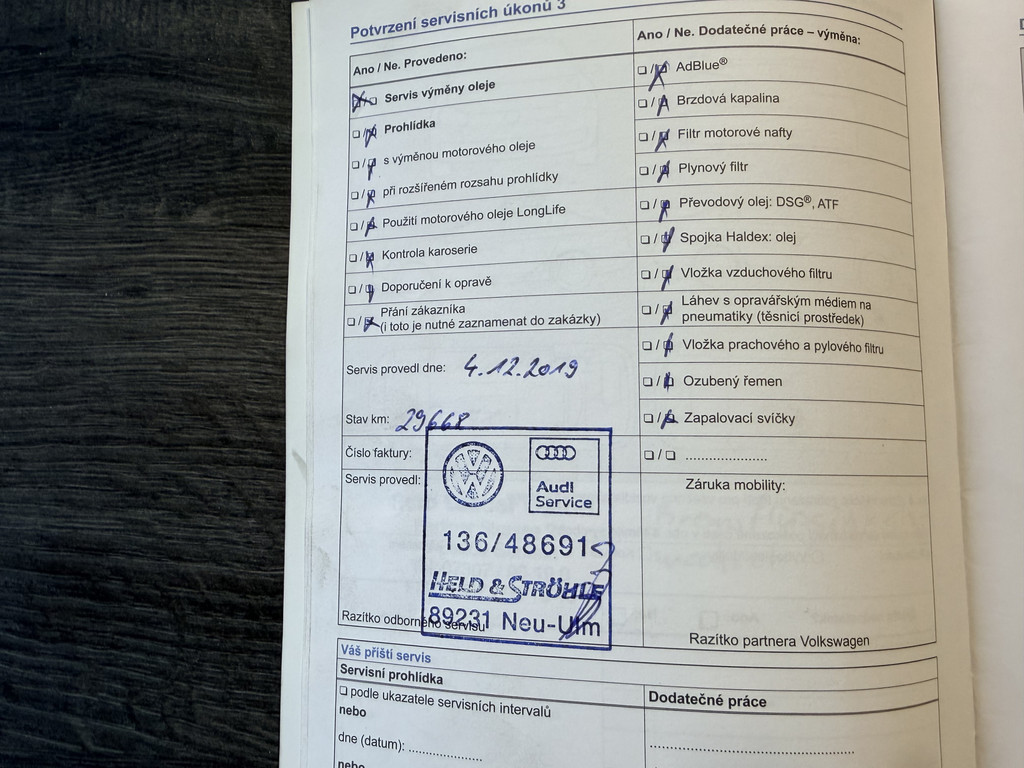 Potvrzení servisních úkonů 3
Ano / Ne. Provedeno:
Servis výměny oleje
Prohlídka
s výměnou motorového oleje
při rozšířeném rozsahu prohlídky
Použití motorového oleje LongLife
Kontrola karoserie
Doporučení k opravě
Přání zákazníka
(i toto je nutné zaznamenat do zakázky)
Servis provedl dne: 4.12.2019
Stav km: 29668
Číslo faktury:
Servis provedl:
Audi
Service
136/48691
HELD & STRÖHLE
89231 Neu-Ulm
Razítko odborného servisu
Ano / Ne. Dodatečné práce – výměna:
AdBlue®
Brzdová kapalina
Filtr motorové nafty
Plynový filtr
Převodový olej: DSG®, ATF
Spojka Haldex: olej
Vložka vzduchového filtru
Láhev s opravářským médiem na
pneumatiky (těsnicí prostředek)
Vložka prachového a pylového filtru
Ozubený řemen
Zapalovací svíčky
Záruka mobility:
Razítko partnera Volkswagen
Váš příští servis
Servisní prohlídka
podle ukazatele servisních intervalů
nebo
dne (datum):
nebo
Dodatečné práce